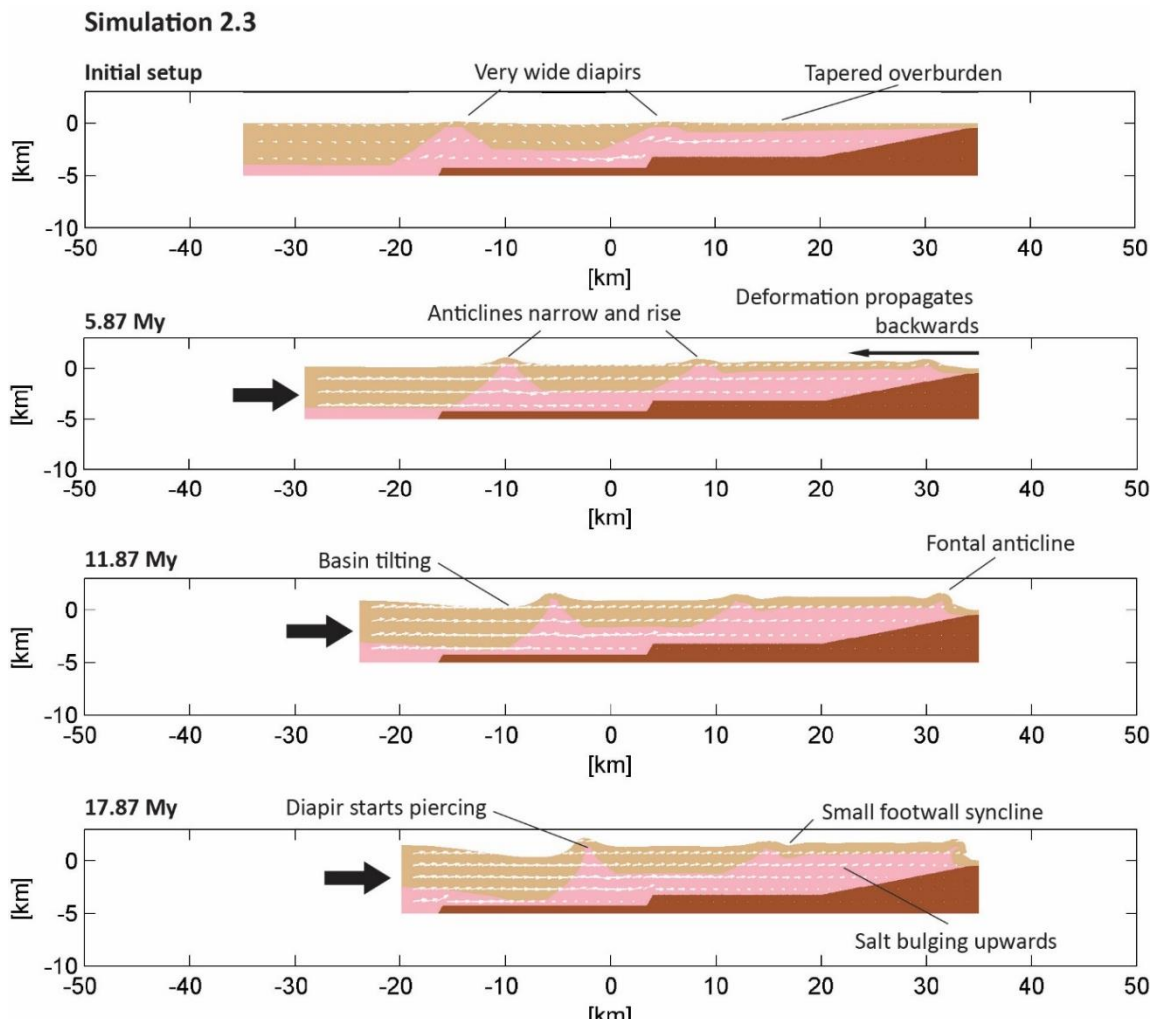 Simulation 2.3
Initial setup
Very wide diapirs
Tapered overburden
[km]
0
-5
-10
-50 -40 -30 -20 -10 0 10 20 30 40 50
[km]
5.87 My
Anticlines narrow and rise
Deformation propagates
backwards
[km]
0
-5
-10
-50 -40 -30 -20 -10 0 10 20 30 40 50
[km]
11.87 My
Basin tilting
Fontal anticline
[km]
0
-5
-10
-50 -40 -30 -20 -10 0 10 20 30 40 50
[km]
17.87 My
Diapir starts piercing
Small footwall syncline
[km]
0
-5
Salt bulging upwards
-10
-50 -40 -30 -20 -10 0 10 20 30 40 50
[km]